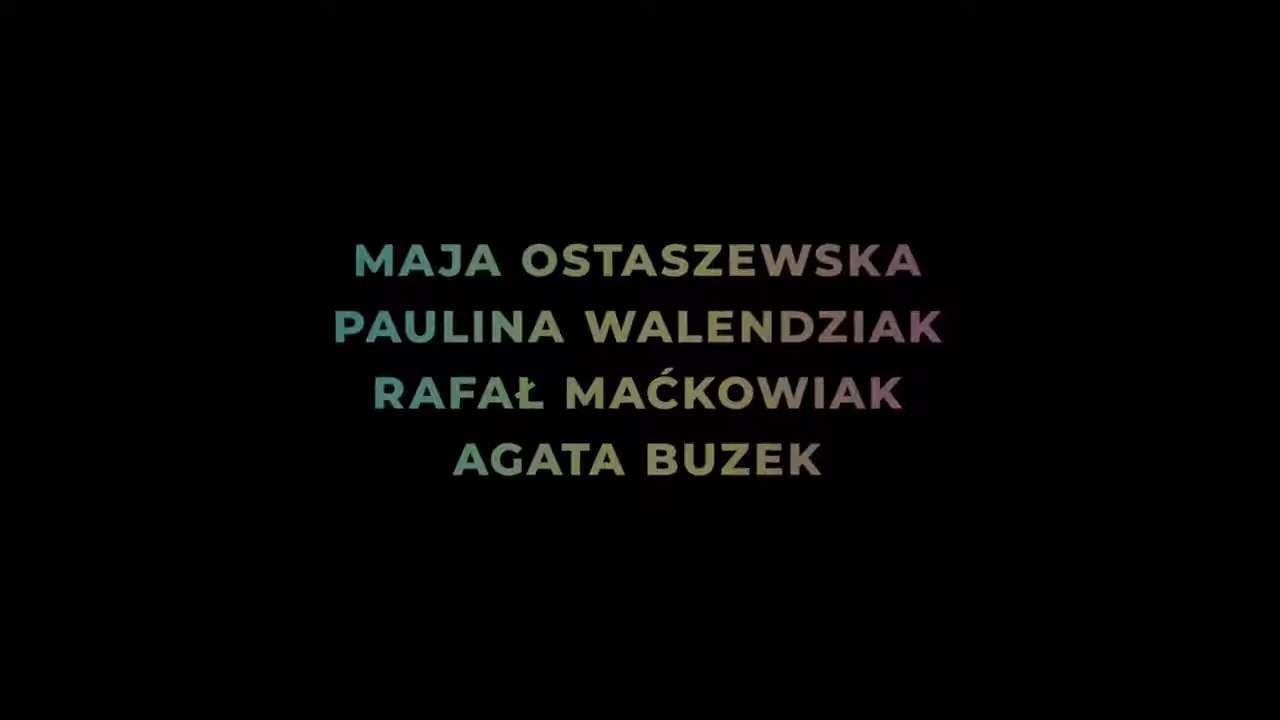 MAJA OSTASZEWSKA
PAULINA WALENDZIAK
RAFAŁ MAĆKOWIAK
AGATA BUZEK